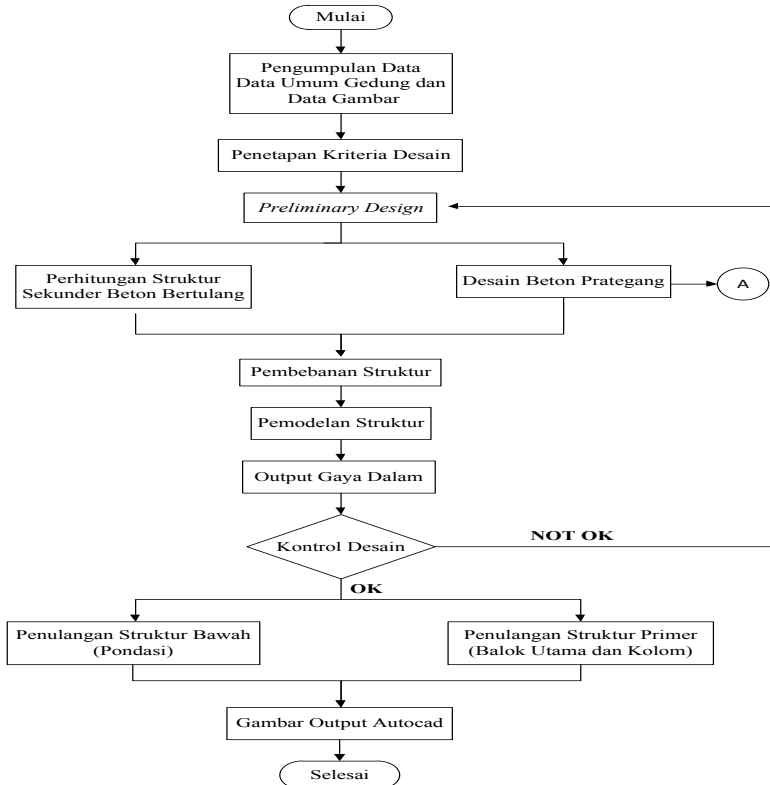 Mulai
Pengumpulan Data
Data Umum Gedung dan
Data Gambar
Penetapan Kriteria Desain
Preliminary Design
Perhitungan Struktur
Sekunder Beton Bertulang
Desain Beton Prategang
A
Pembebanan Struktur
Pemodelan Struktur
Output Gaya Dalam
Kontrol Desain
NOT OK
OK
Penulangan Struktur Bawah
(Pondasi)
Penulangan Struktur Primer
(Balok Utama dan Kolom)
Gambar Output Autocad
Selesai